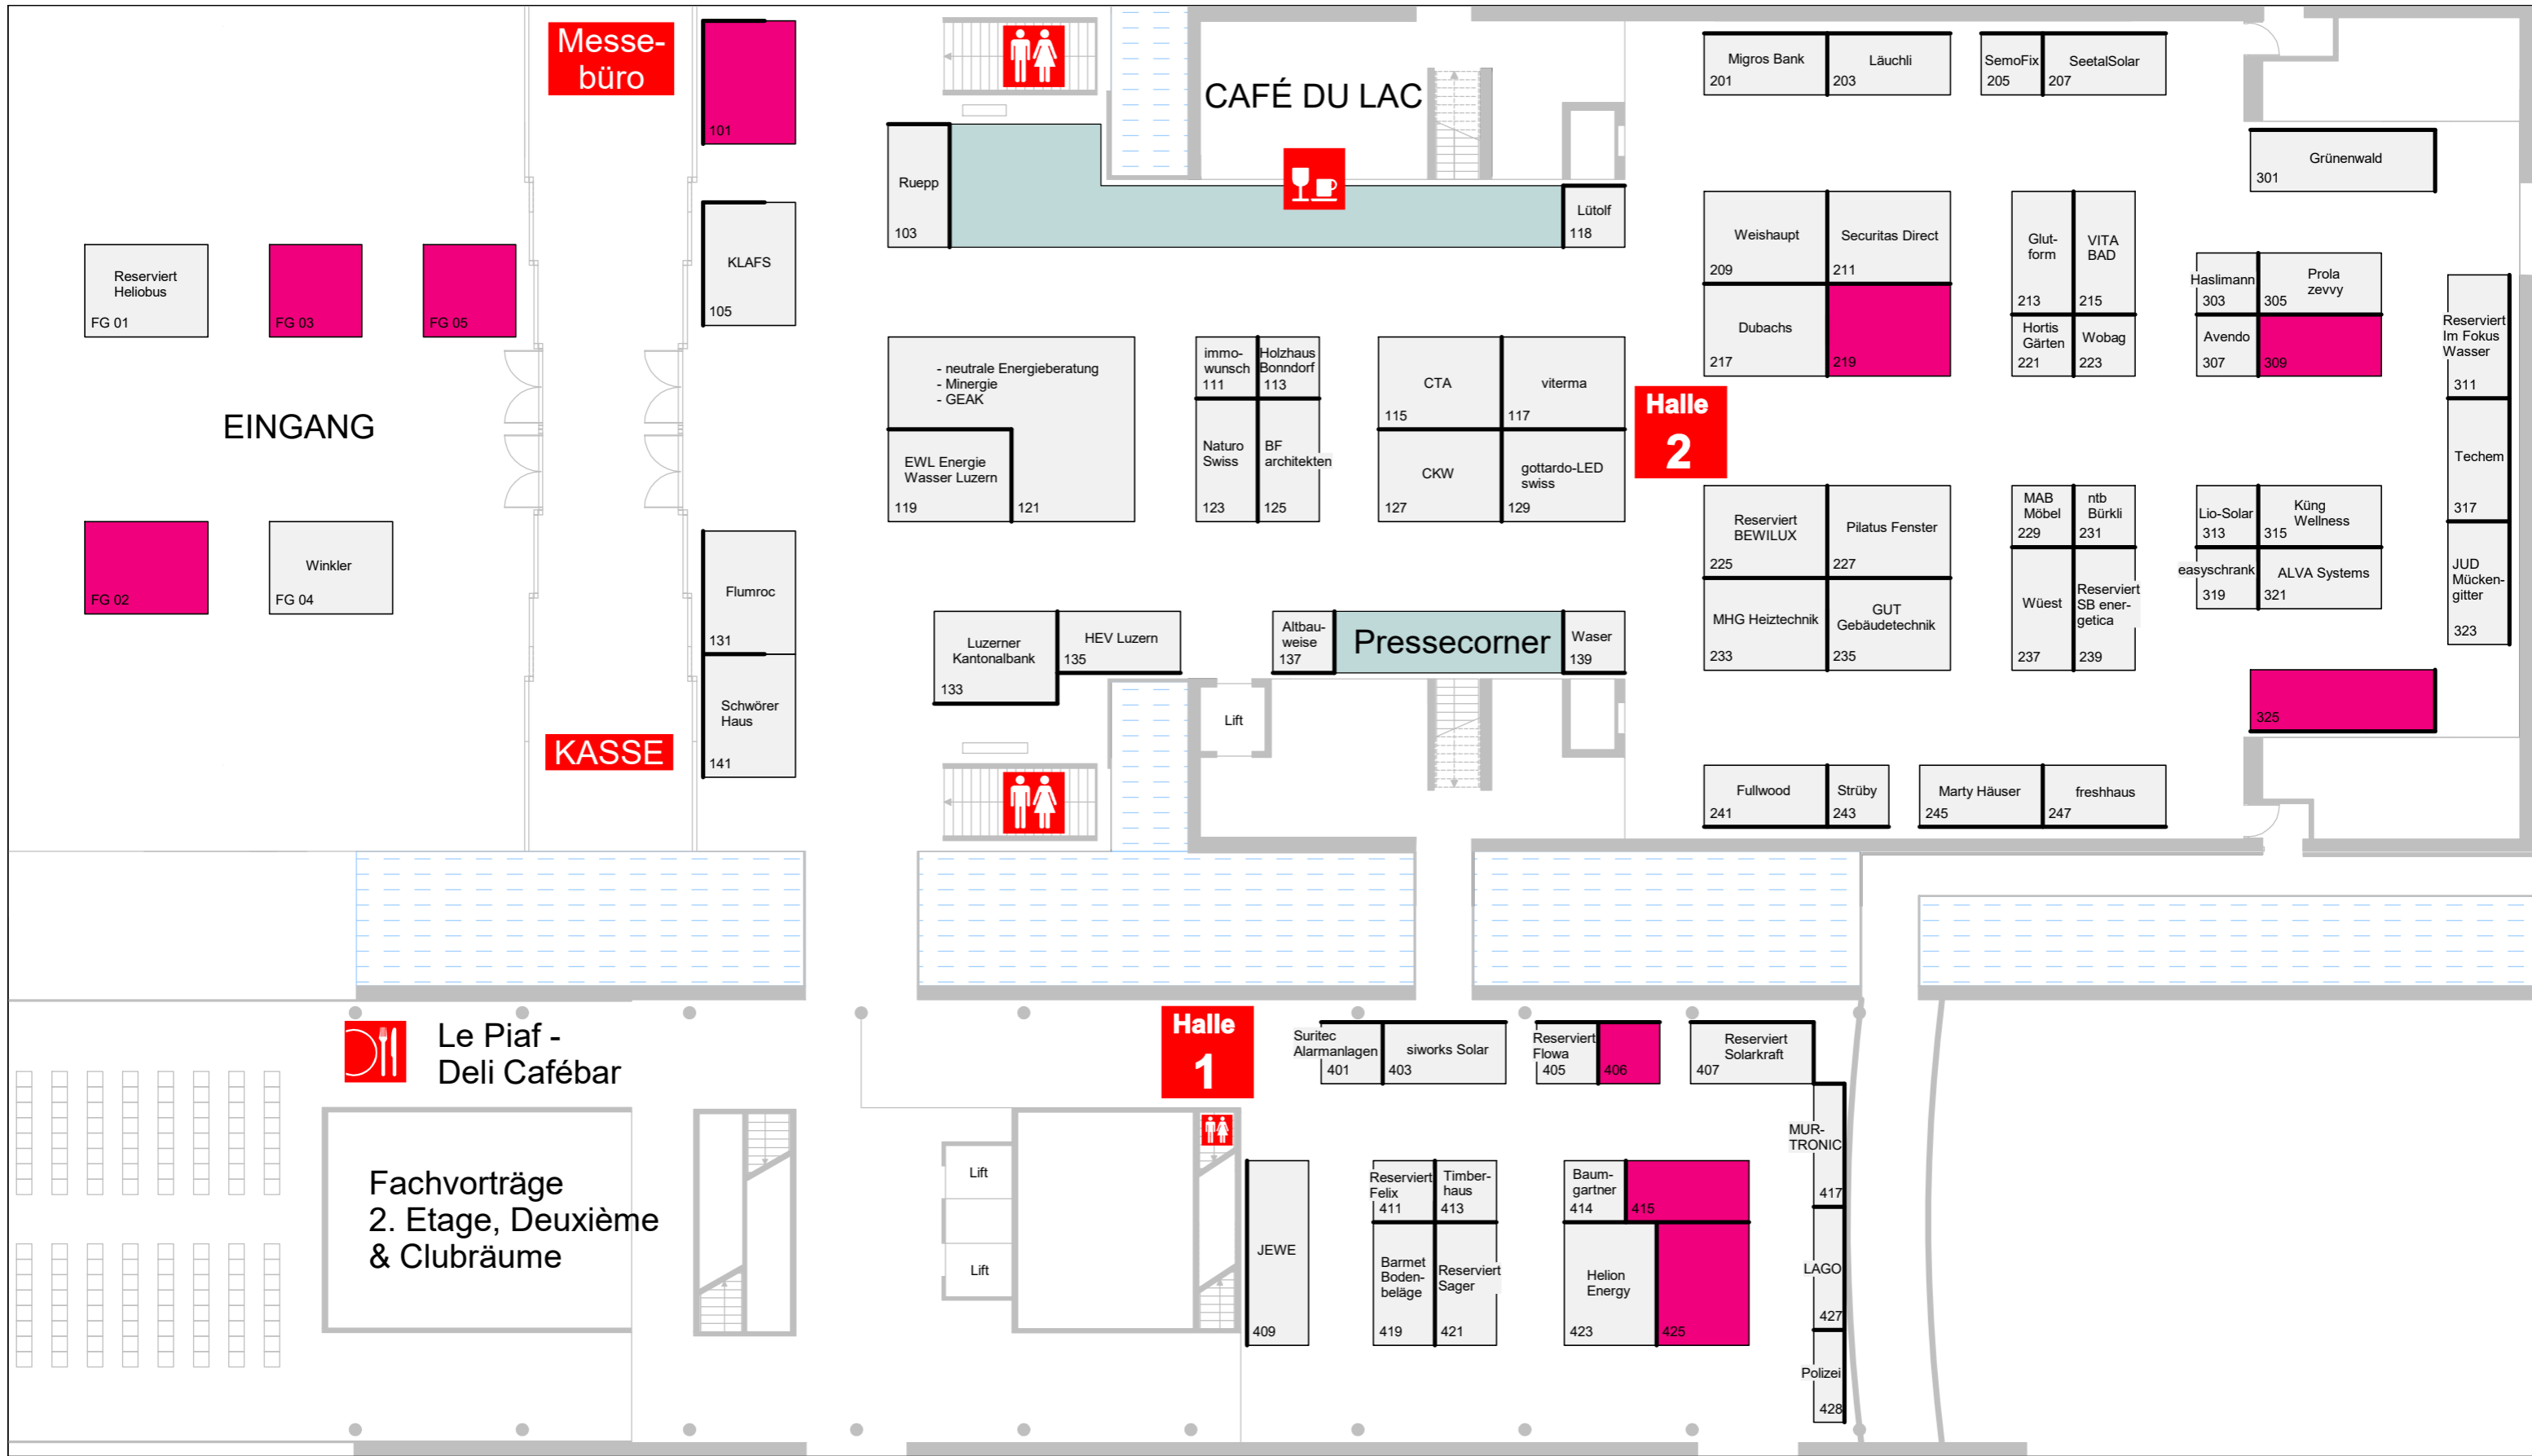 Messe-
büro
101
CAFÉ DU LAC
Migros Bank
201
Läuchli
203
SemoFix
205
SeetalSolar
207
Grünenwald
301
Ruepp
103
Lütolf
118
KLAFS
105
Reserviert
Heliobus
FG 01
FG 03
FG 05
Weishaupt
209
Securitas Direct
211
Glut-
form
213
VITA
BAD
215
Haslimann
303
Prola
zevvy
305
Dubachs
217
219
Hortis
Gärten
221
Wobag
223
Avendo
307
309
Reserviert
Im Fokus
Wasser
311
EINGANG
- neutrale Energieberatung
- Minergie
- GEAK
121
EWL Energie
Wasser Luzern
119
immo-
wunsch
111
Holzhaus
Bonndorf
113
Naturo
Swiss
123
BF
architekten
125
CTA
115
viterma
117
CKW
127
gottardo-LED
swiss
129
Halle
2
Techem
317
FG 02
Winkler
FG 04
Flumroc
131
Schwörer
Haus
141
KASSE
Luzerner
Kantonalbank
133
HEV Luzern
135
Altbau-
weise
137
Pressecorner
Waser
139
Lift
Reserviert
BEWILUX
225
Pilatus Fenster
227
MHG Heiztechnik
233
GUT
Gebäudetechnik
235
MAB
Möbel
229
ntb
Bürkli
231
Wüest
237
Reserviert
SB ener-
getica
239
Lio-Solar
313
Küng
Wellness
315
easyschrank
319
ALVA Systems
321
JUD
Mücken-
gitter
323
325
Fullwood
241
Strüby
243
Marty Häuser
245
freshhaus
247
Le Piaf -
Deli Cafébar
Fachvorträge
2. Etage, Deuxième
& Clubräume
Lift
Lift
Halle
1
Suritec
Alarmanlagen
401
siworks Solar
403
Reserviert
Flowa
405
406
Reserviert
Solarkraft
407
JEWE
409
Reserviert
Felix
411
Timber-
haus
413
Barmet
Boden-
beläge
419
Reserviert
Sager
421
Baum-
gartner
414
415
Helion
Energy
423
425
MUR-
TRONIC
417
LAGO
427
Polizei
428